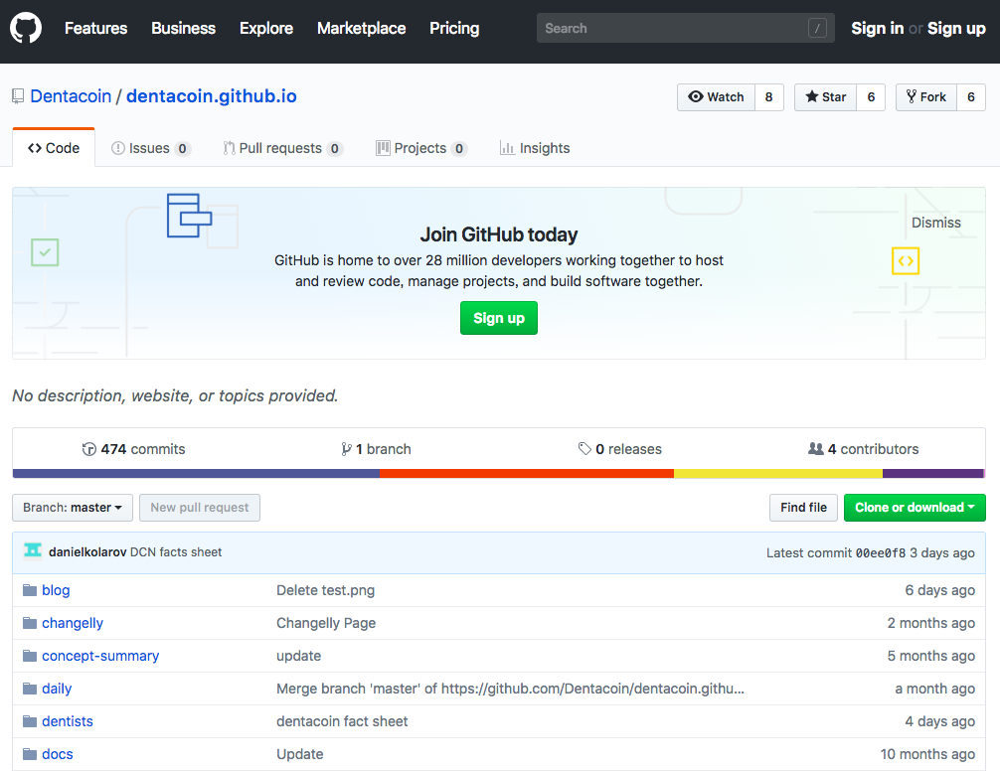 Features Business Explore Marketplace Pricing Search / Sign in or Sign up
Dentacoin / dentacoin.github.io Watch 8 Star 6 Fork 6
Code Issues 0 Pull requests 0 Projects 0 Insights
Dismiss
Join GitHub today
GitHub is home to over 28 million developers working together to host
and review code, manage projects, and build software together.
Sign up
No description, website, or topics provided.
474 commits 1 branch 0 releases 4 contributors
Branch: master New pull request Find file Clone or download
danielkolarov DCN facts sheet Latest commit 00ee0f8 3 days ago
blog Delete test.png 6 days ago
changelly Changelly Page 2 months ago
concept-summary update 5 months ago
daily Merge branch 'master' of https://github.com/Dentacoin/dentacoin.githu... a month ago
dentists dentacoin fact sheet 4 days ago
docs Update 10 months ago